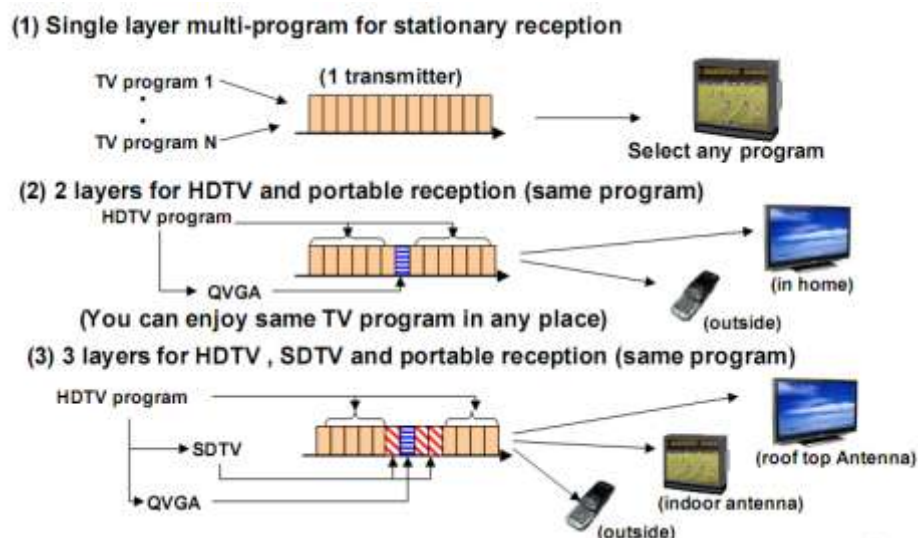 (1) Single layer multi-program for stationary reception
TV program 1
(1 transmitter)
TV program N
Select any program
(2) 2 layers for HDTV and portable reception (same program)
HDTV program
QVGA
(in home)
(outside)
(You can enjoy same TV program in any place)
(3) 3 layers for HDTV , SDTV and portable reception (same program)
HDTV program
SDTV
(roof top Antenna)
QVGA
(indoor antenna)
(outside)